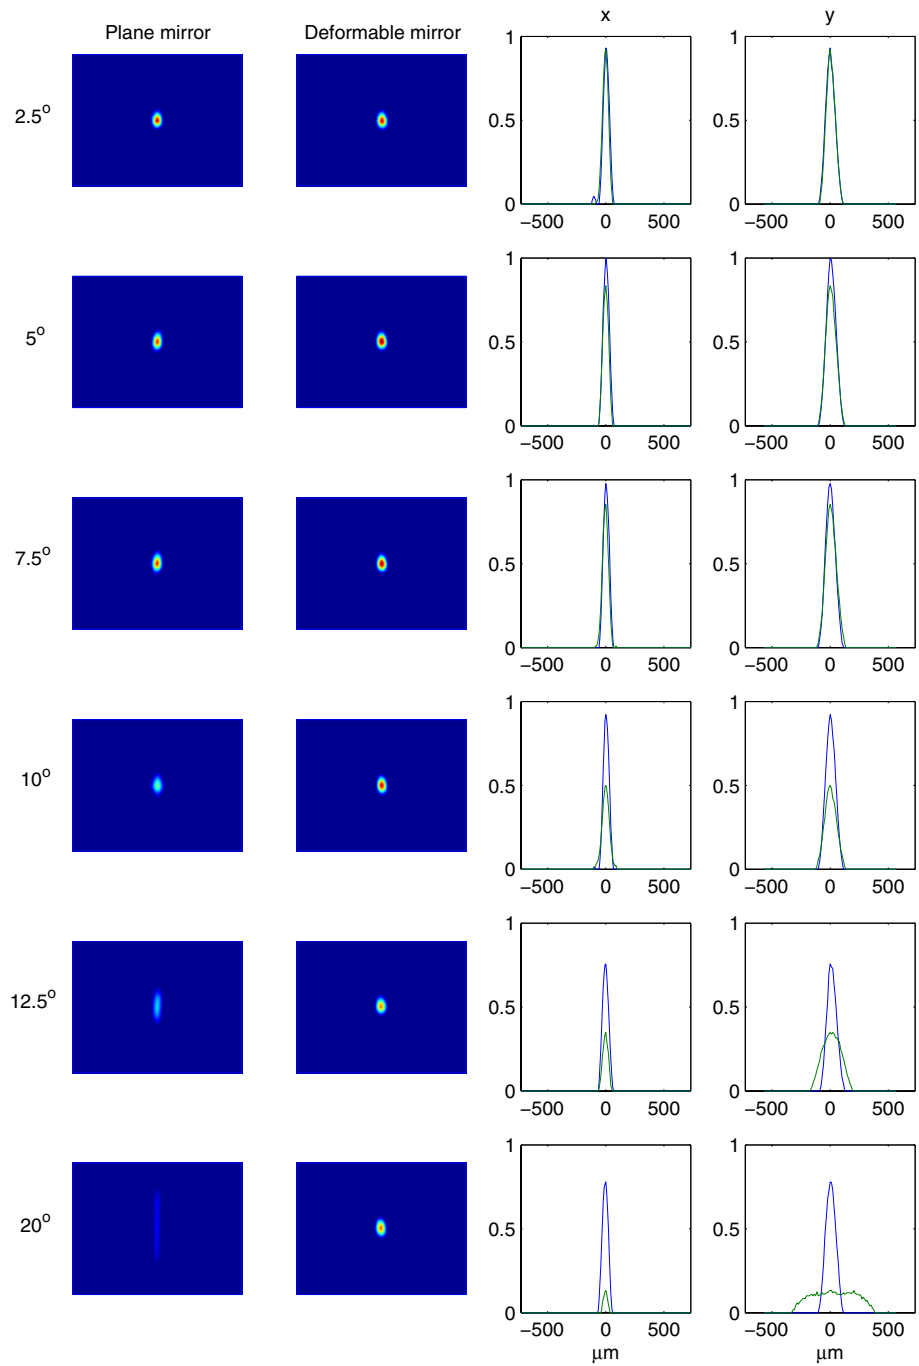 x y
Plane mirror Deformable mirror
2.5° 1 0.5 0 −500 0 500 1 0.5 0 −500 0 500
5° 1 0.5 0 −500 0 500 1 0.5 0 −500 0 500
7.5° 1 0.5 0 −500 0 500 1 0.5 0 −500 0 500
10° 1 0.5 0 −500 0 500 1 0.5 0 −500 0 500
12.5° 1 0.5 0 −500 0 500 1 0.5 0 −500 0 500
20° 1 0.5 0 −500 0 500 1 0.5 0 −500 0 500
μm μm